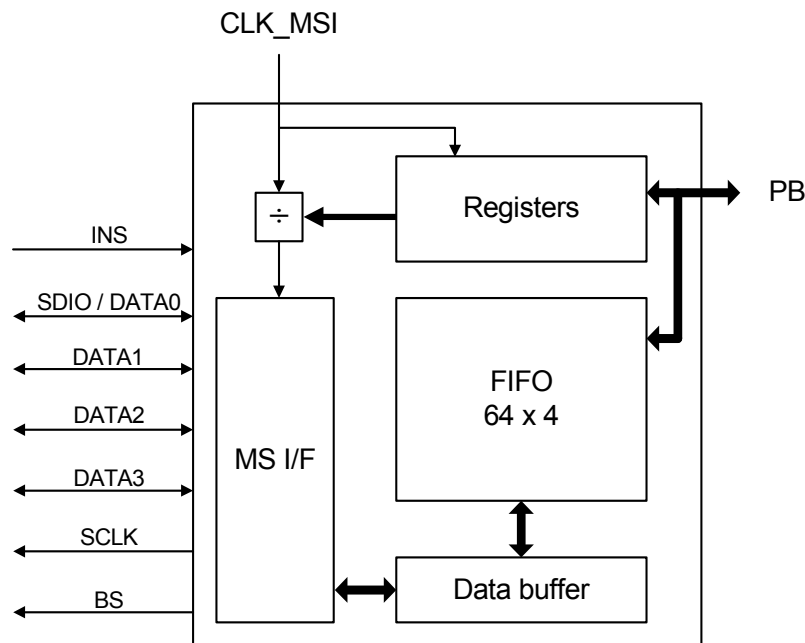 CLK_MSI
Registers
PB
÷
INS
SDIO / DATA0
DATA1
DATA2
DATA3
SCLK
BS
MS I/F
FIFO
64 x 4
Data buffer